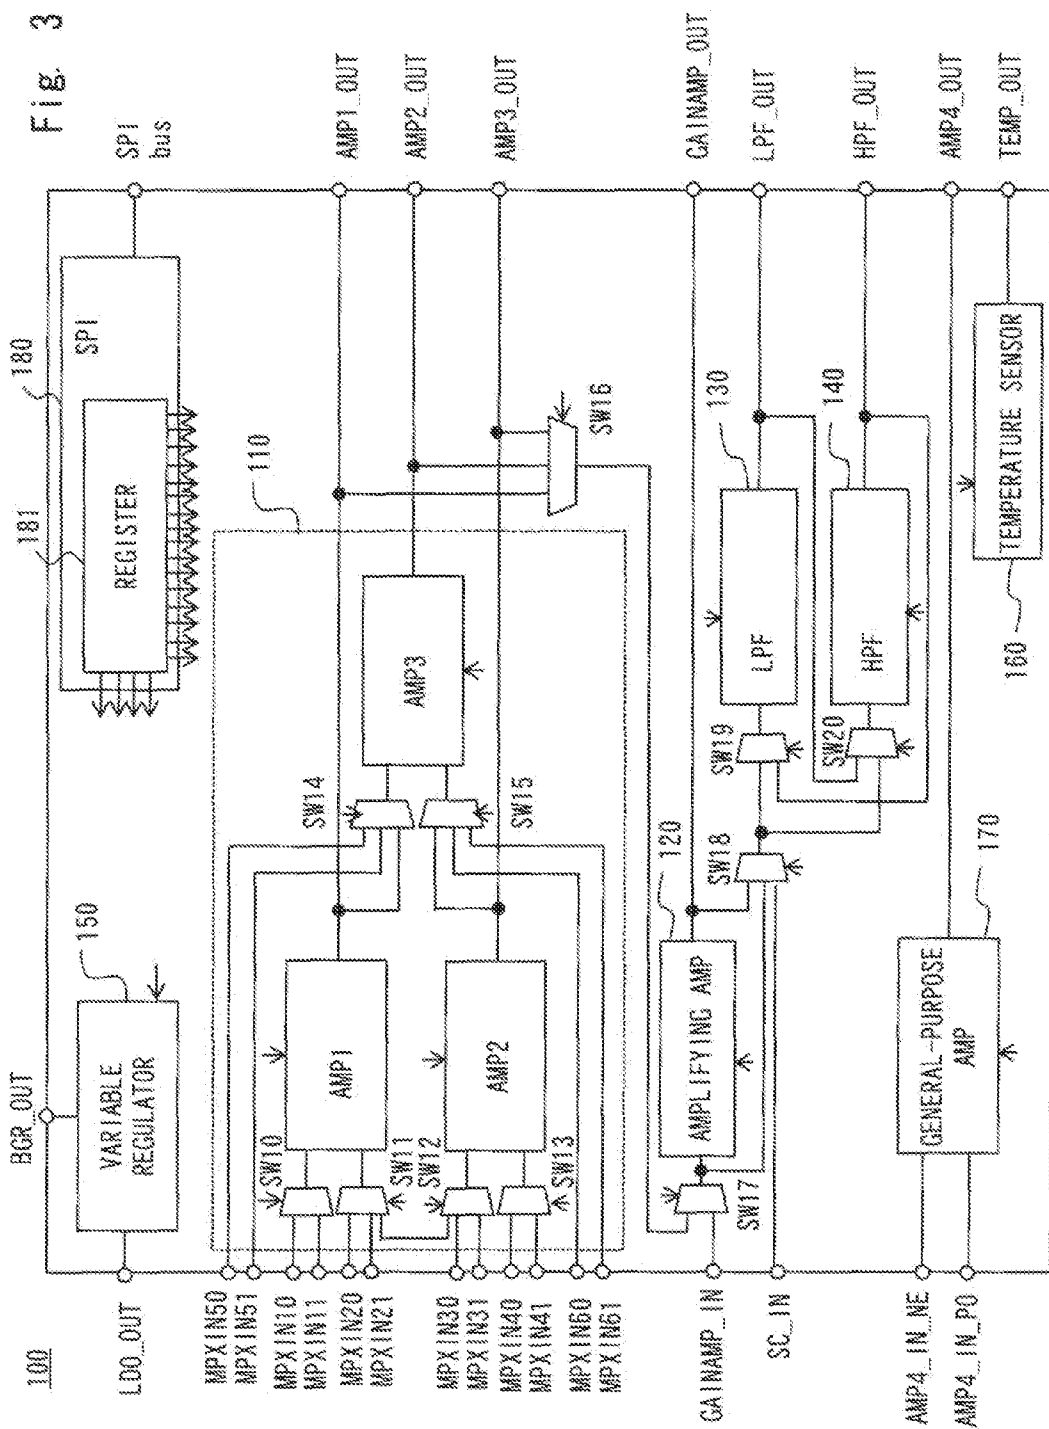 Fig. 3
100
BGR_OUT
LDO_OUT
VARIABLE
REGULATOR
150
181
180
REGISTER
SPI
SPI
bus
MPXIN50
MPXIN51
MPXIN10
MPXIN11
MPXIN20
MPXIN21
MPXIN30
MPXIN31
MPXIN40
MPXIN41
MPXIN60
MPXIN61
SW10
SW11
SW12
SW13
AMP1
AMP2
SW14
SW15
AMP3
110
SW16
AMP1_OUT
AMP2_OUT
AMP3_OUT
GAINAMP_IN
SC_IN
SW17
AMPLIFYING AMP
120
SW18
SW19
SW20
LPF
130
HPF
140
GAINAMP_OUT
LPF_OUT
HPF_OUT
AMP4_IN_NE
AMP4_IN_PO
GENERAL-PURPOSE
AMP
170
AMP4_OUT
160
TEMPERATURE SENSOR
TEMP_OUT